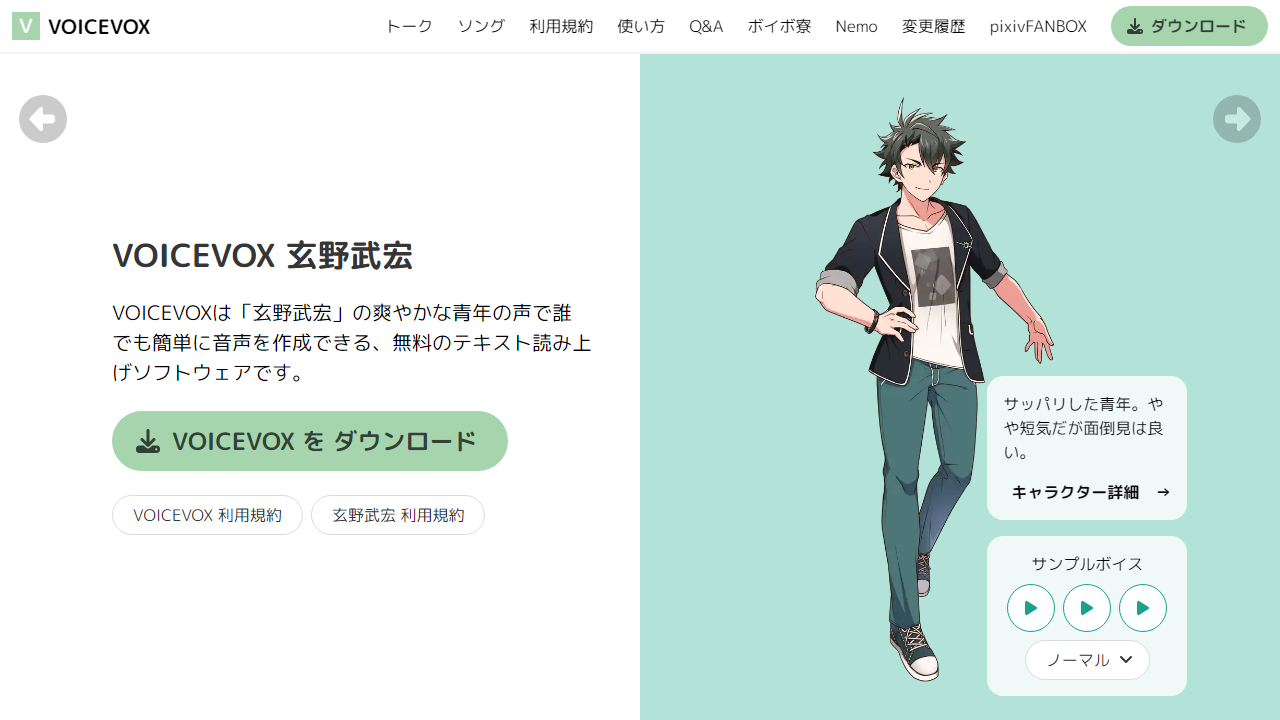 V VOICEVOX
トーク ソング 利用規約 使い方 Q&A ボイボ寮 Nemo 変更履歴 pixivFANBOX ダウンロード
VOICEVOX 玄野武宏
VOICEVOXは「玄野武宏」の爽やかな青年の声で誰
でも簡単に音声を作成できる、無料のテキスト読み上
げソフトウェアです。
VOICEVOX を ダウンロード
VOICEVOX 利用規約 玄野武宏 利用規約
サッパリした青年。や
や短気だが面倒見は良
い。
キャラクター詳細
サンプルボイス
ノーマル